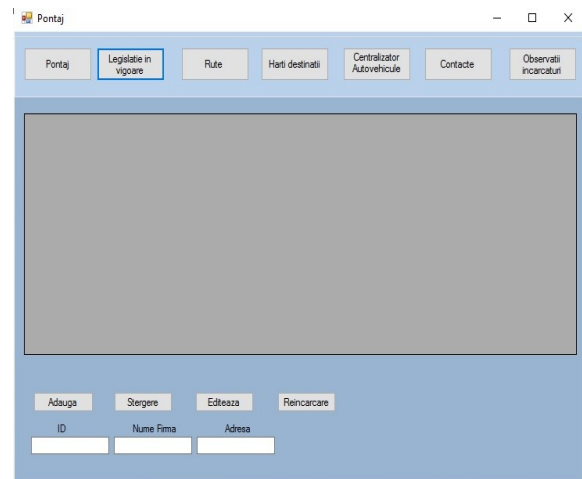 Pontaj
Pontaj
Legislatie in
vigoare
Rute
Harti destinatii
Centralizator
Autovehicule
Contacte
Observatii
incarcaturi
Adauga
Stergere
Editeaza
Reincarcare
ID
Nume Firma
Adresa